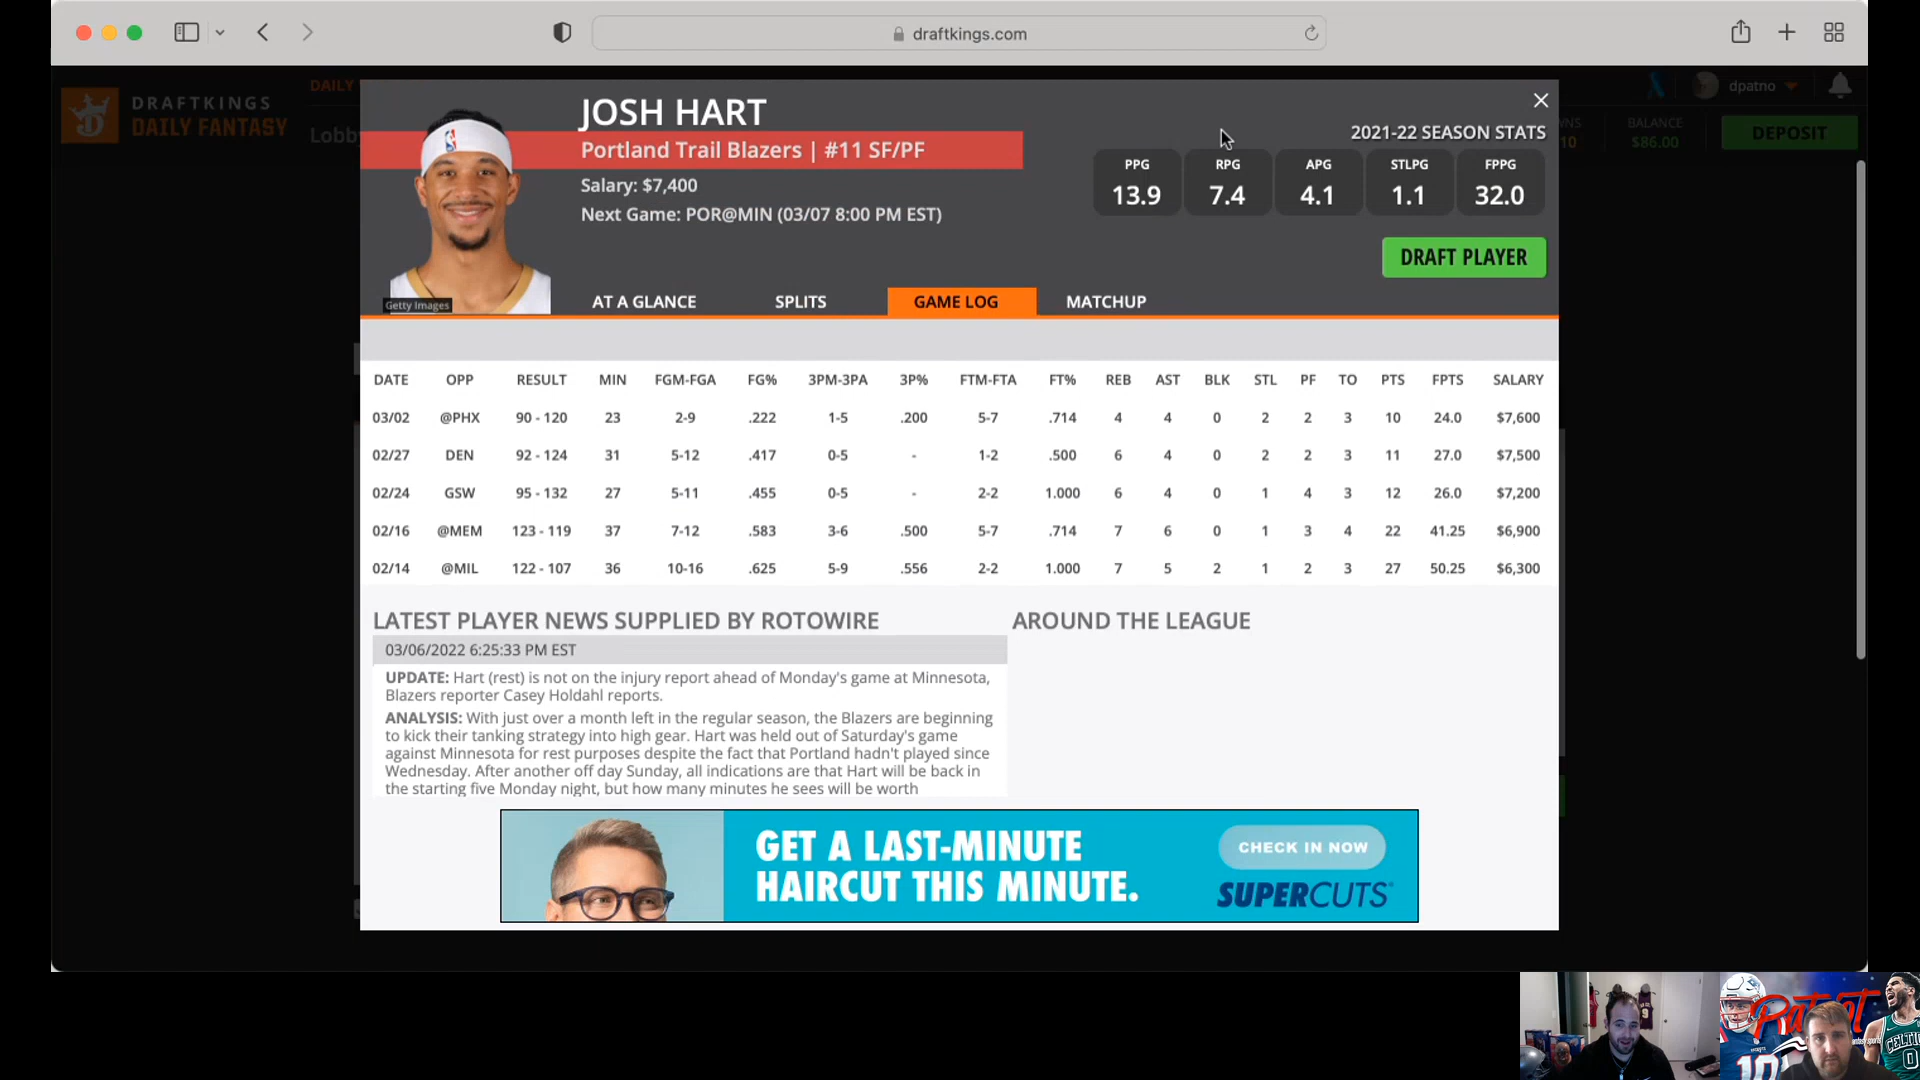 draftkings.com
DRAFTKINGS
DAILY FANTASY
DAILY
Lobb
dpatno
BALANCE
$86.00
DEPOSIT
JOSH HART
Portland Trail Blazers | #11 SF/PF
Salary: $7,400
Next Game: POR@MIN (03/07 8:00 PM EST)
Getty Images
2021-22 SEASON STATS
PPG RPG APG STLPG FPPG
13.9 7.4 4.1 1.1 32.0
DRAFT PLAYER
AT A GLANCE SPLITS GAME LOG MATCHUP
DATE OPP RESULT MIN FGM-FGA FG% 3PM-3PA 3P% FTM-FTA FT% REB AST BLK STL PF TO PTS FPTS SALARY
03/02 @PHX 90 - 120 23 2-9 .222 1-5 .200 5-7 .714 4 4 0 2 2 3 10 24.0 $7,600
02/27 DEN 92 - 124 31 5-12 .417 0-5 - 1-2 .500 6 4 0 2 2 3 11 27.0 $7,500
02/24 GSW 95 - 132 27 5-11 .455 0-5 - 2-2 1.000 6 4 0 1 4 3 12 26.0 $7,200
02/16 @MEM 123 - 119 37 7-12 .583 3-6 .500 5-7 .714 7 6 0 1 3 4 22 41.25 $6,900
02/14 @MIL 122 - 107 36 10-16 .625 5-9 .556 2-2 1.000 7 5 2 1 2 3 27 50.25 $6,300
LATEST PLAYER NEWS SUPPLIED BY ROTOWIRE
AROUND THE LEAGUE
03/06/2022 6:25:33 PM EST
UPDATE: Hart (rest) is not on the injury report ahead of Monday's game at Minnesota,
Blazers reporter Casey Holdahl reports.
ANALYSIS: With just over a month left in the regular season, the Blazers are beginning
to kick their tanking strategy into high gear. Hart was held out of Saturday's game
against Minnesota for rest purposes despite the fact that Portland hadn't played since
Wednesday. After another off day Sunday, all indications are that Hart will be back in
the starting five Monday night, but how many minutes he sees will be worth
GET A LAST-MINUTE
HAIRCUT THIS MINUTE.
CHECK IN NOW
SUPERCUTS
CELTIC
0
10